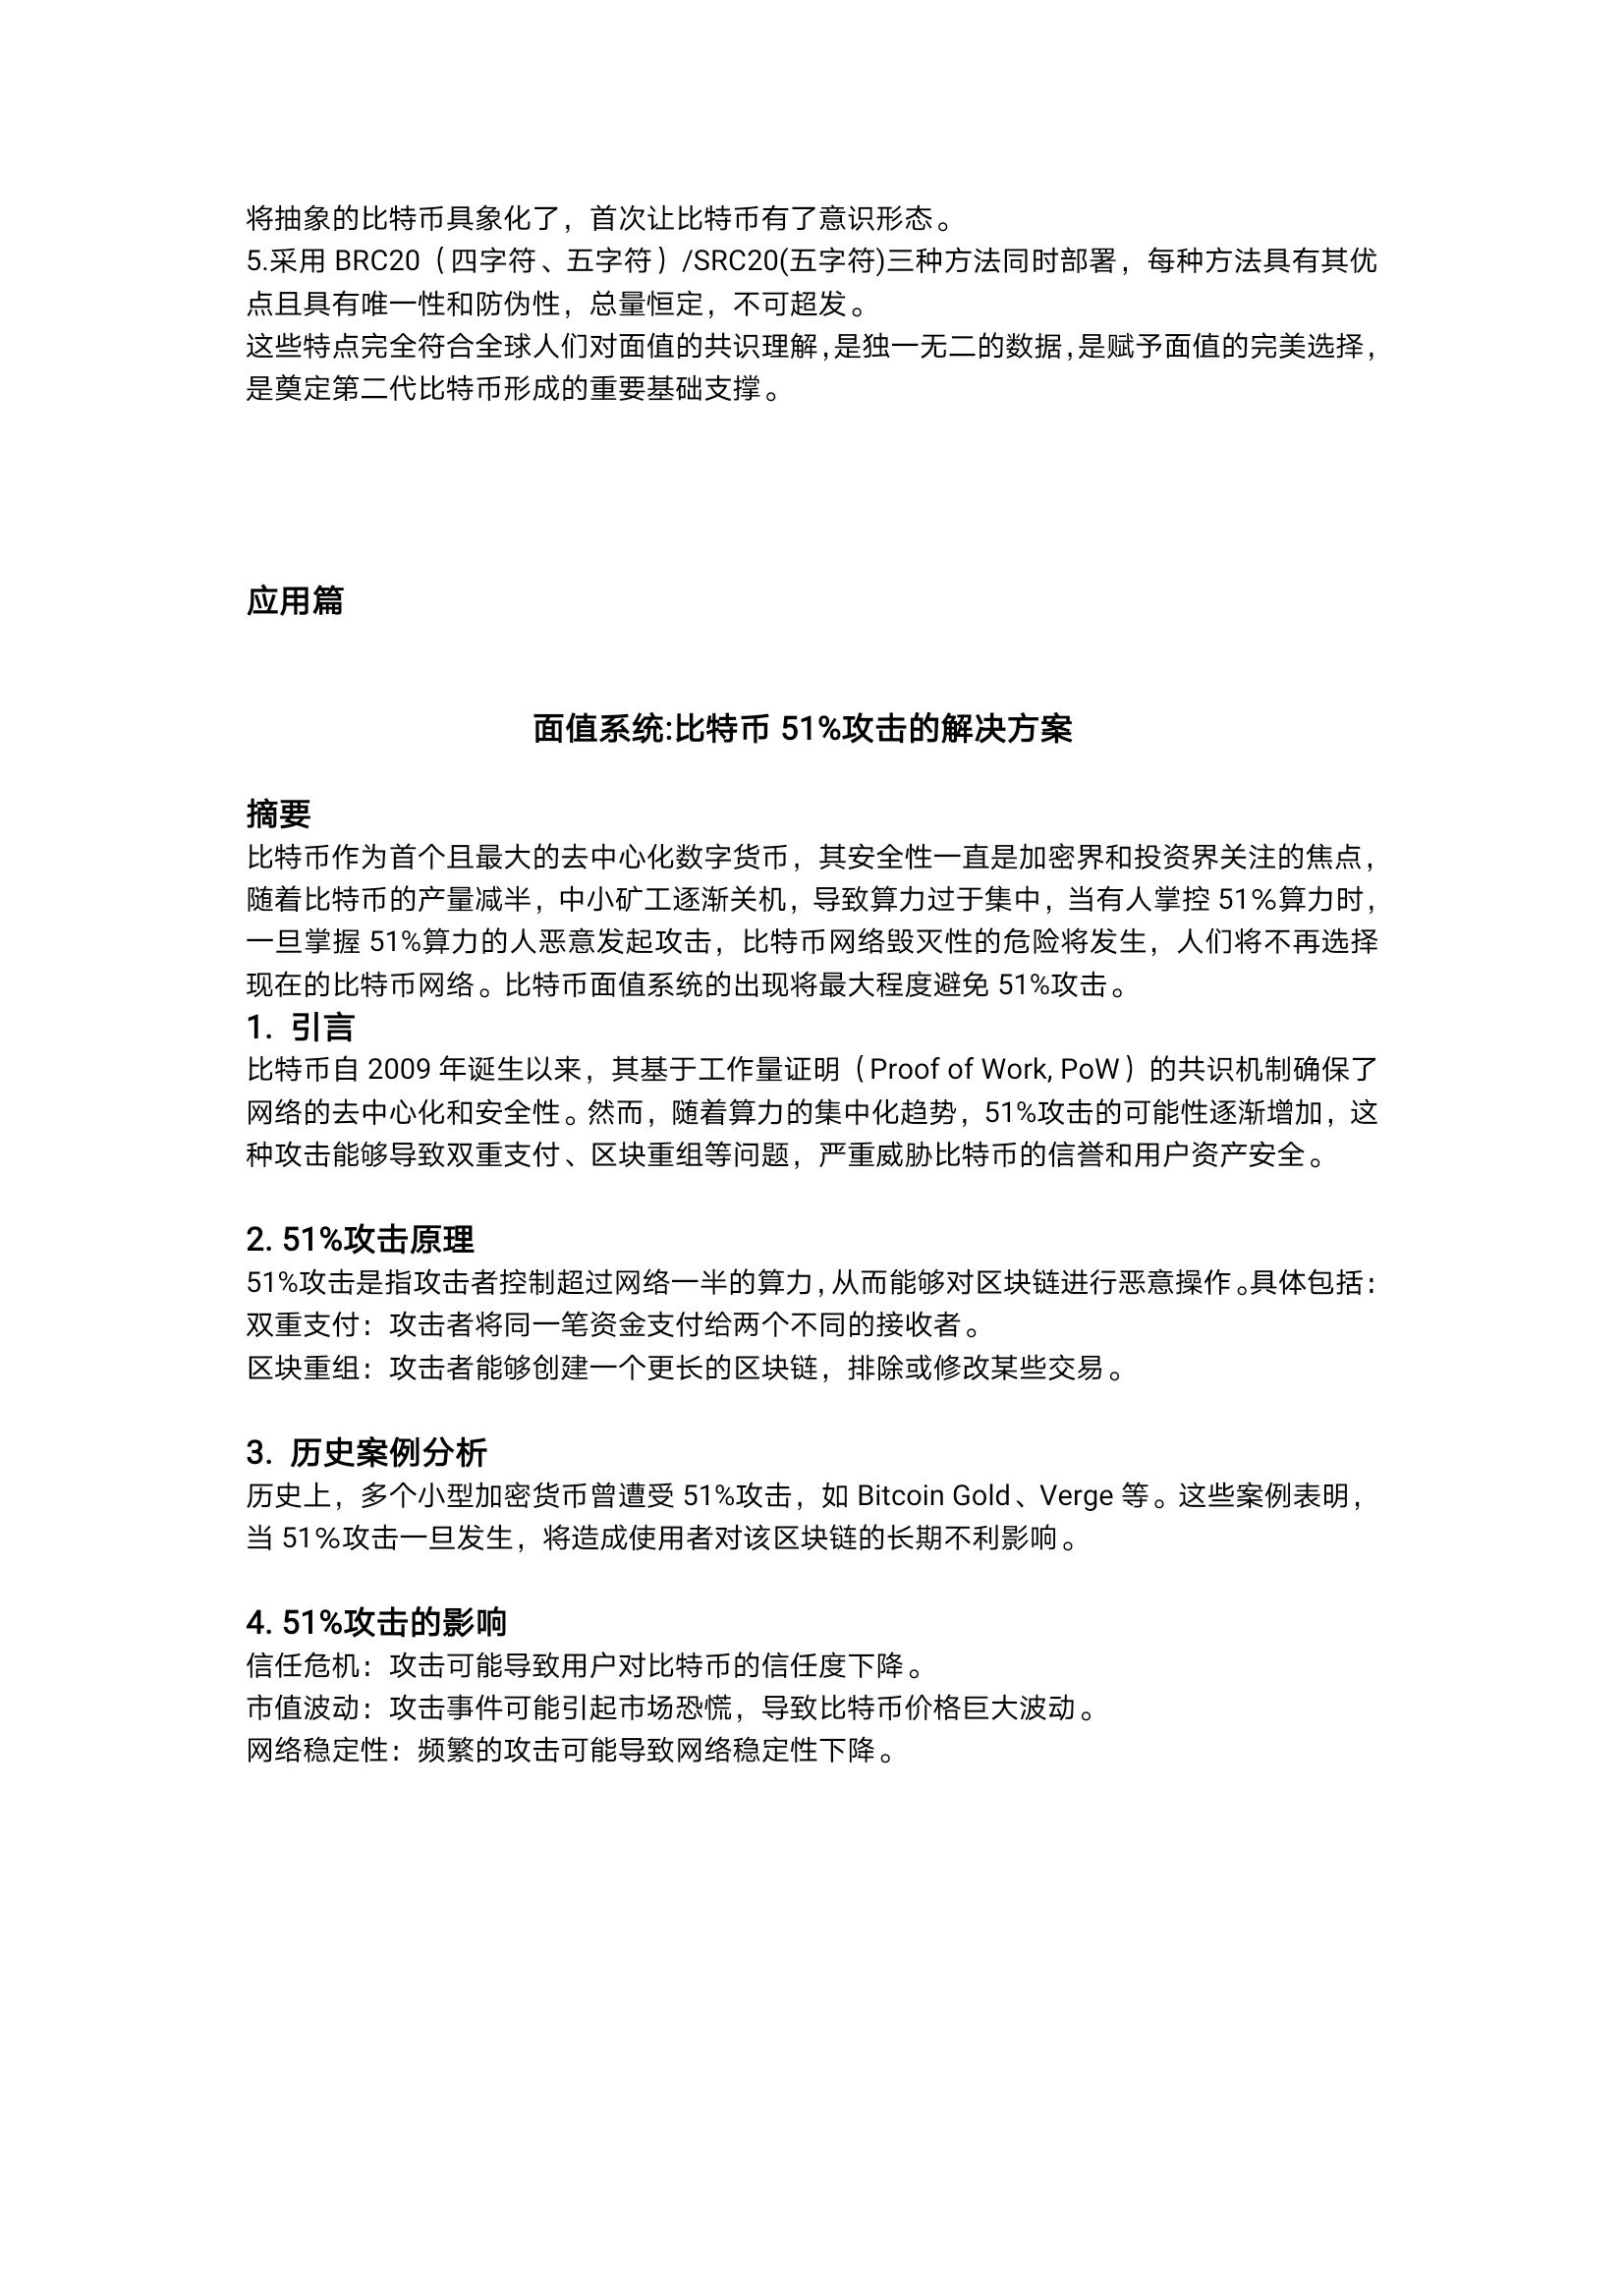 将抽象的比特币具象化了，首次让比特币有了意识形态。
5.采用 BRC20（四字符、五字符）/SRC20(五字符)三种方法同时部署，每种方法具有其优
点且具有唯一性和防伪性，总量恒定，不可超发。
这些特点完全符合全球人们对面值的共识理解，是独一无二的数据，是赋予面值的完美选择，
是奠定第二代比特币形成的重要基础支撑。
应用篇
面值系统:比特币 51%攻击的解决方案
摘要
比特币作为首个且最大的去中心化数字货币，其安全性一直是加密界和投资界关注的焦点，
随着比特币的产量减半，中小矿工逐渐关机，导致算力过于集中，当有人掌控 51%算力时，
一旦掌握 51%算力的人恶意发起攻击，比特币网络毁灭性的危险将发生，人们将不再选择
现在的比特币网络。比特币面值系统的出现将最大程度避免 51%攻击。
1. 引言
比特币自 2009 年诞生以来，其基于工作量证明（Proof of Work, PoW）的共识机制确保了
网络的去中心化和安全性。然而，随着算力的集中化趋势，51%攻击的可能性逐渐增加，这
种攻击能够导致双重支付、区块重组等问题，严重威胁比特币的信誉和用户资产安全。
2. 51%攻击原理
51%攻击是指攻击者控制超过网络一半的算力，从而能够对区块链进行恶意操作。具体包括：
双重支付：攻击者将同一笔资金支付给两个不同的接收者。
区块重组：攻击者能够创建一个更长的区块链，排除或修改某些交易。
3. 历史案例分析
历史上，多个小型加密货币曾遭受 51%攻击，如 Bitcoin Gold、Verge 等。这些案例表明，
当 51%攻击一旦发生，将造成使用者对该区块链的长期不利影响。
4. 51%攻击的影响
信任危机：攻击可能导致用户对比特币的信任度下降。
市值波动：攻击事件可能引起市场恐慌，导致比特币价格巨大波动。
网络稳定性：频繁的攻击可能导致网络稳定性下降。